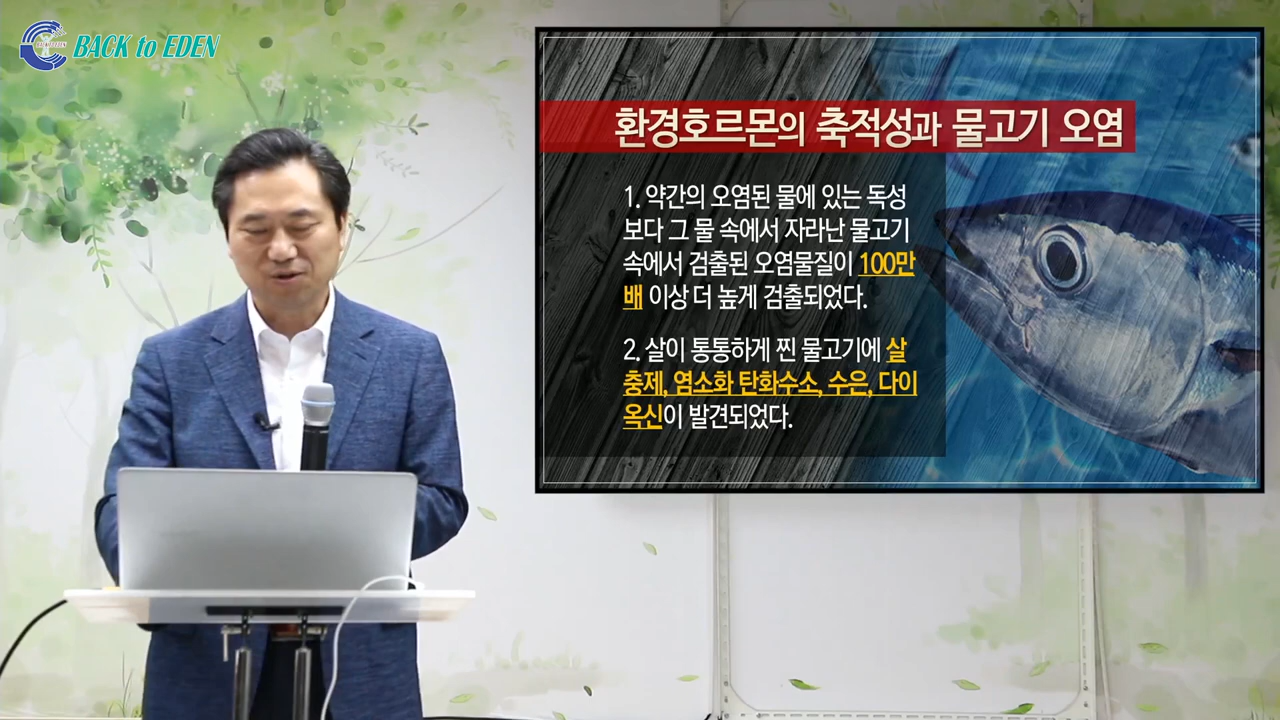 BACK to EDEN
환경호르몬의 축적성과 물고기 오염
1. 약간의 오염된 물에 있는 독성
보다 그 물 속에서 자라난 물고기
속에서 검출된 오염물질이 100만
배 이상 더 높게 검출되었다.
2. 살이 통통하게 찐 물고기에 살
충제, 염소화 탄화수소, 수은, 다이
옥신이 발견되었다.